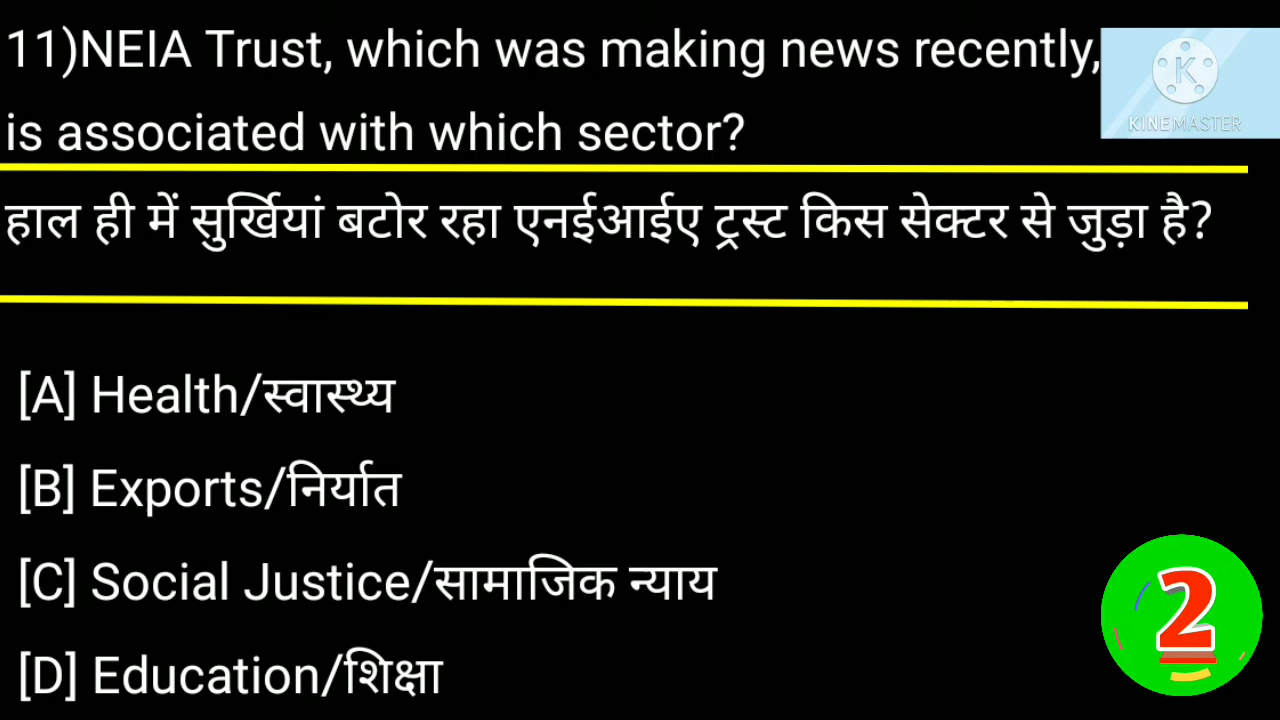 11)NEIA Trust, which was making news recently,
is associated with which sector?
KINEMASTER
हाल ही में सुर्खियां बटोर रहा एनईआईए ट्रस्ट किस सेक्टर से जुड़ा है?
[A] Health/स्वास्थ्य
[B] Exports/निर्यात
[C] Social Justice/सामाजिक न्याय
[D] Education/शिक्षा
2